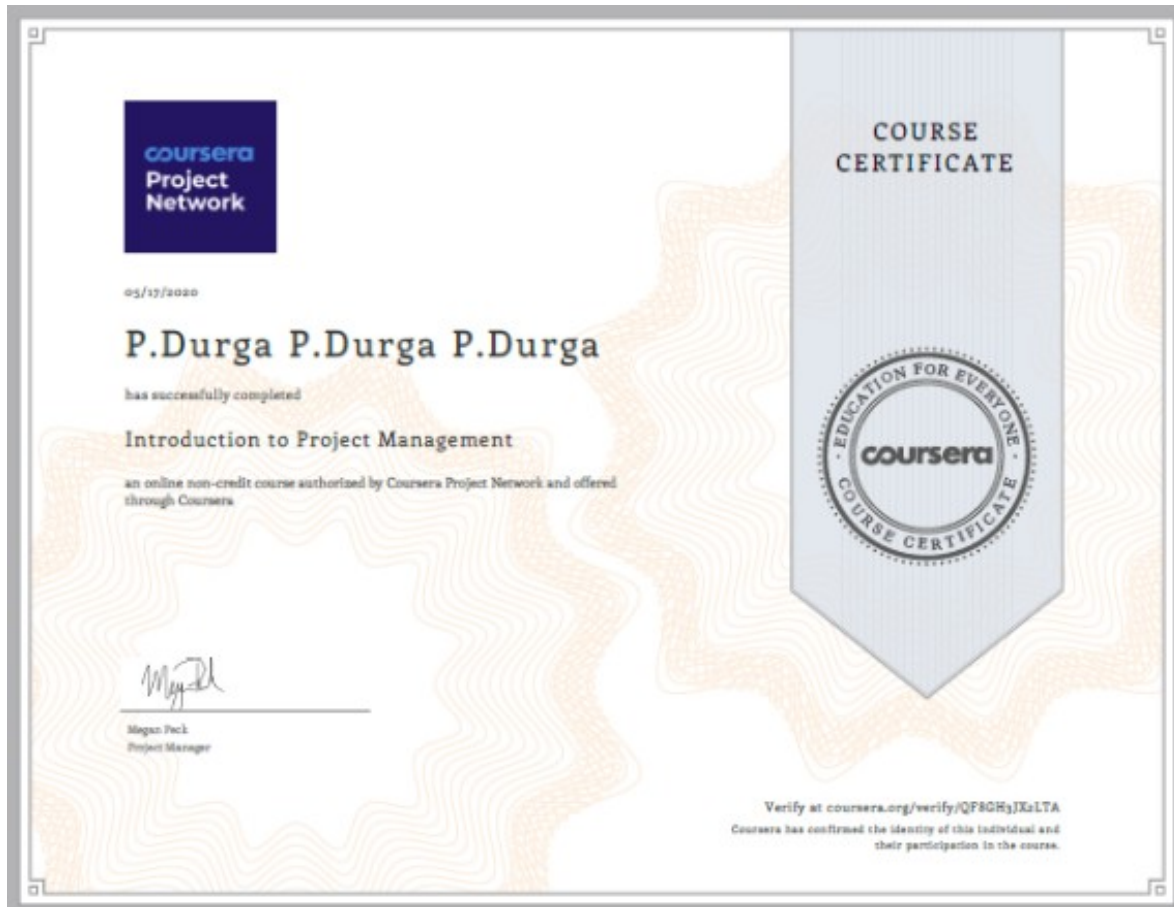 coursera
Project
Network
05/17/2020
P.Durga P.Durga P.Durga
has successfully completed
Introduction to Project Management
an online non-credit course authorized by Coursera Project Network and offered
through Coursera
Megan Peck
Project Manager
COURSE
CERTIFICATE
EDUCATION FOR EVERYONE
coursera
COURSE CERTIFICATE
Verify at coursera.org/verify/QF8GH3JX2LTA
Coursera has confirmed the identity of this individual and
their participation in the course.